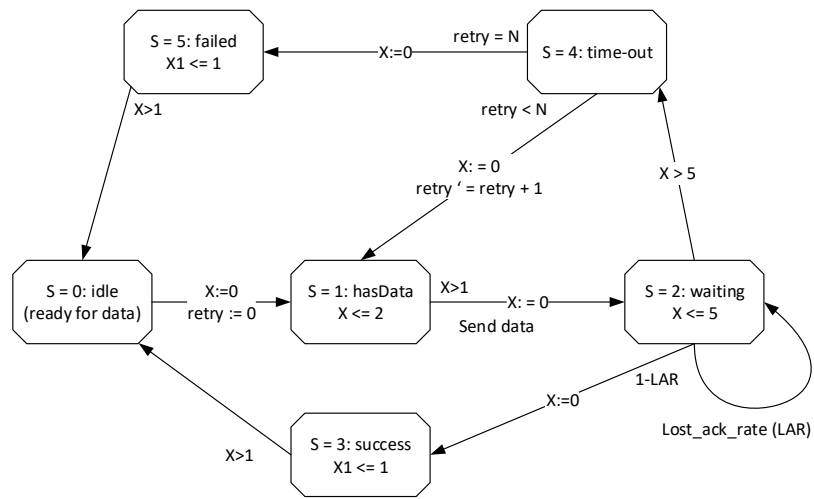 S = 5: failed
X1 <= 1
X:=0
retry = N
S = 4: time-out
X>1
retry < N
X: = 0
retry ‘ = retry + 1
X > 5
S = 0: idle
(ready for data)
X:=0
retry := 0
S = 1: hasData
X <= 2
X>1
X: = 0
Send data
S = 2: waiting
X <= 5
1-LAR
X:=0
Lost_ack_rate (LAR)
X>1
S = 3: success
X1 <= 1